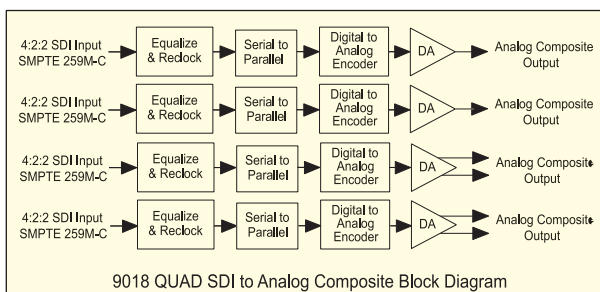 4:2:2 SDI Input
SMPTE 259M-C
Equalize
& Reclock
Serial to
Parallel
Digital to
Analog
Encoder
DA
Analog Composite
Output
4:2:2 SDI Input
SMPTE 259M-C
Equalize
& Reclock
Serial to
Parallel
Digital to
Analog
Encoder
DA
Analog Composite
Output
4:2:2 SDI Input
SMPTE 259M-C
Equalize
& Reclock
Serial to
Parallel
Digital to
Analog
Encoder
DA
Analog Composite
Output
4:2:2 SDI Input
SMPTE 259M-C
Equalize
& Reclock
Serial to
Parallel
Digital to
Analog
Encoder
DA
Analog Composite
Output
9018 QUAD SDI to Analog Composite Block Diagram